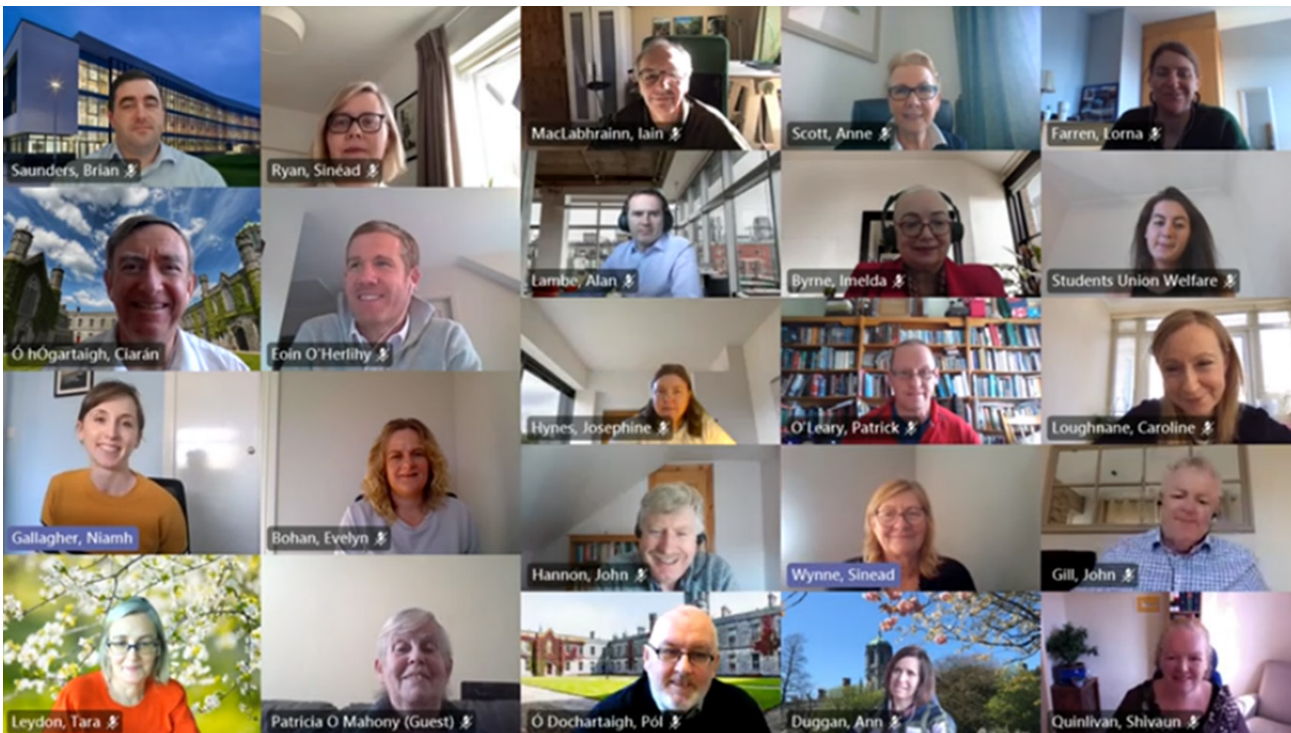 Saunders, Brian
Ryan, Sinéad
MacLabhrainn, Iain
Scott, Anne
Farren, Lorna
Ó hÓgartaigh, Ciarán
Eoin O'Herlihy
Lambe, Alan
Byrne, Imelda
Students Union Welfare
Gallagher, Niamh
Bohan, Evelyn
Hynes, Josephine
O'Leary, Patrick
Loughnane, Caroline
Hannon, John
Wynne, Sinead
Gill, John
Leydon, Tara
Patricia O Mahony (Guest)
Ó Dochartaigh, Pól
Duggan, Ann
Quinlivan, Shivaun